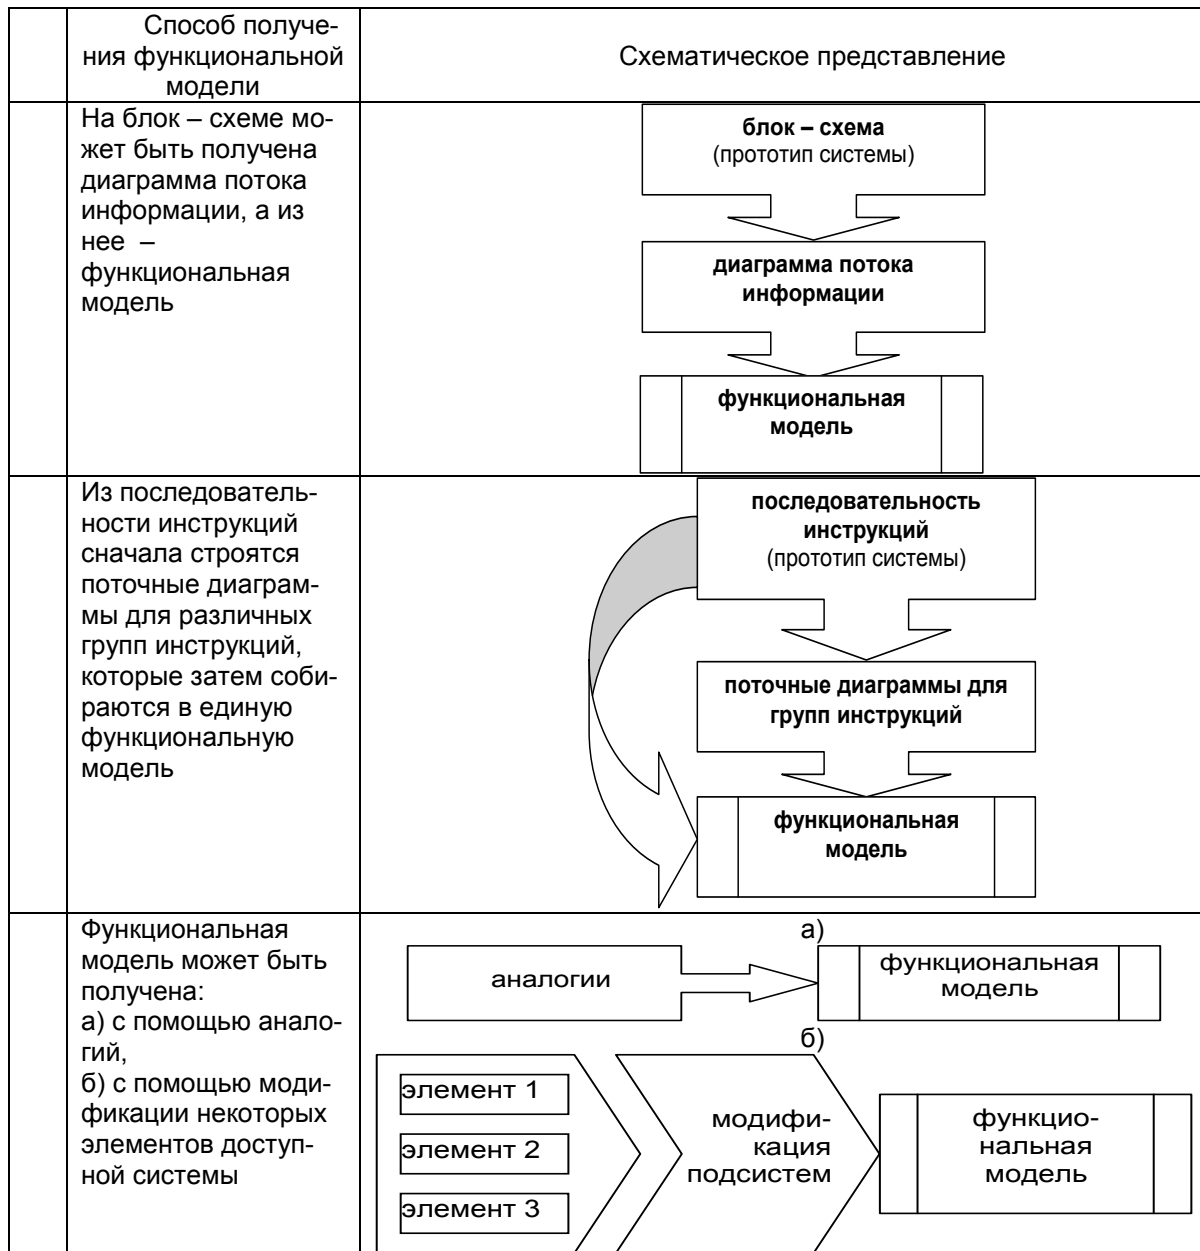 Способ получе-
ния функциональной
модели
Схематическое представление
На блок – схеме мо-
жет быть получена
диаграмма потока
информации, а из
нее –
функциональная
модель
блок – схема
(прототип системы)
диаграмма потока
информации
функциональная
модель
Из последователь-
ности инструкций
сначала строятся
поточные диаграм-
мы для различных
групп инструкций,
которые затем соби-
раются в единую
функциональную
модель
последовательность
инструкций
(прототип системы)
поточные диаграммы для
групп инструкций
функциональная
модель
Функциональная
модель может быть
получена:
а) с помощью анало-
гий,
б) с помощью моди-
фикации некоторых
элементов доступ-
ной системы
а)
аналогии
функциональная
модель
б)
элемент 1
элемент 2
элемент 3
модифи-
кация
подсистем
функцио-
нальная
модель